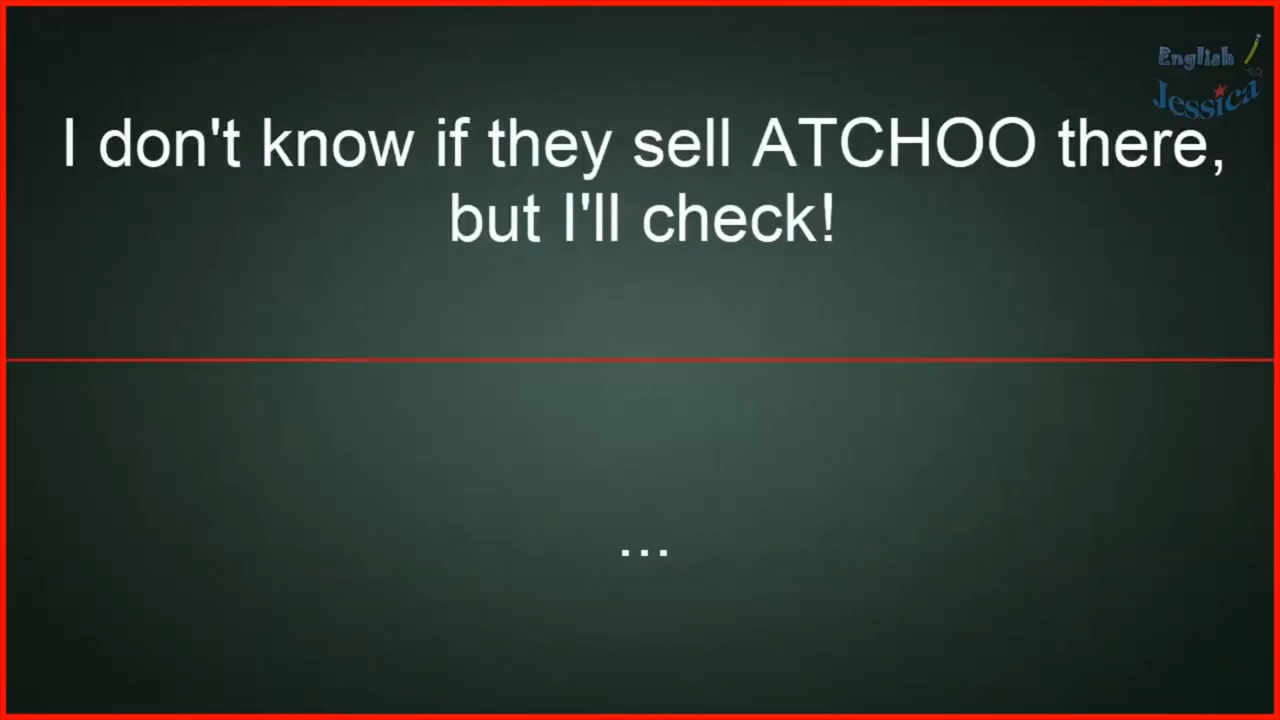 English
Jessica
I don't know if they sell ATCHOO there,
but I'll check!
...